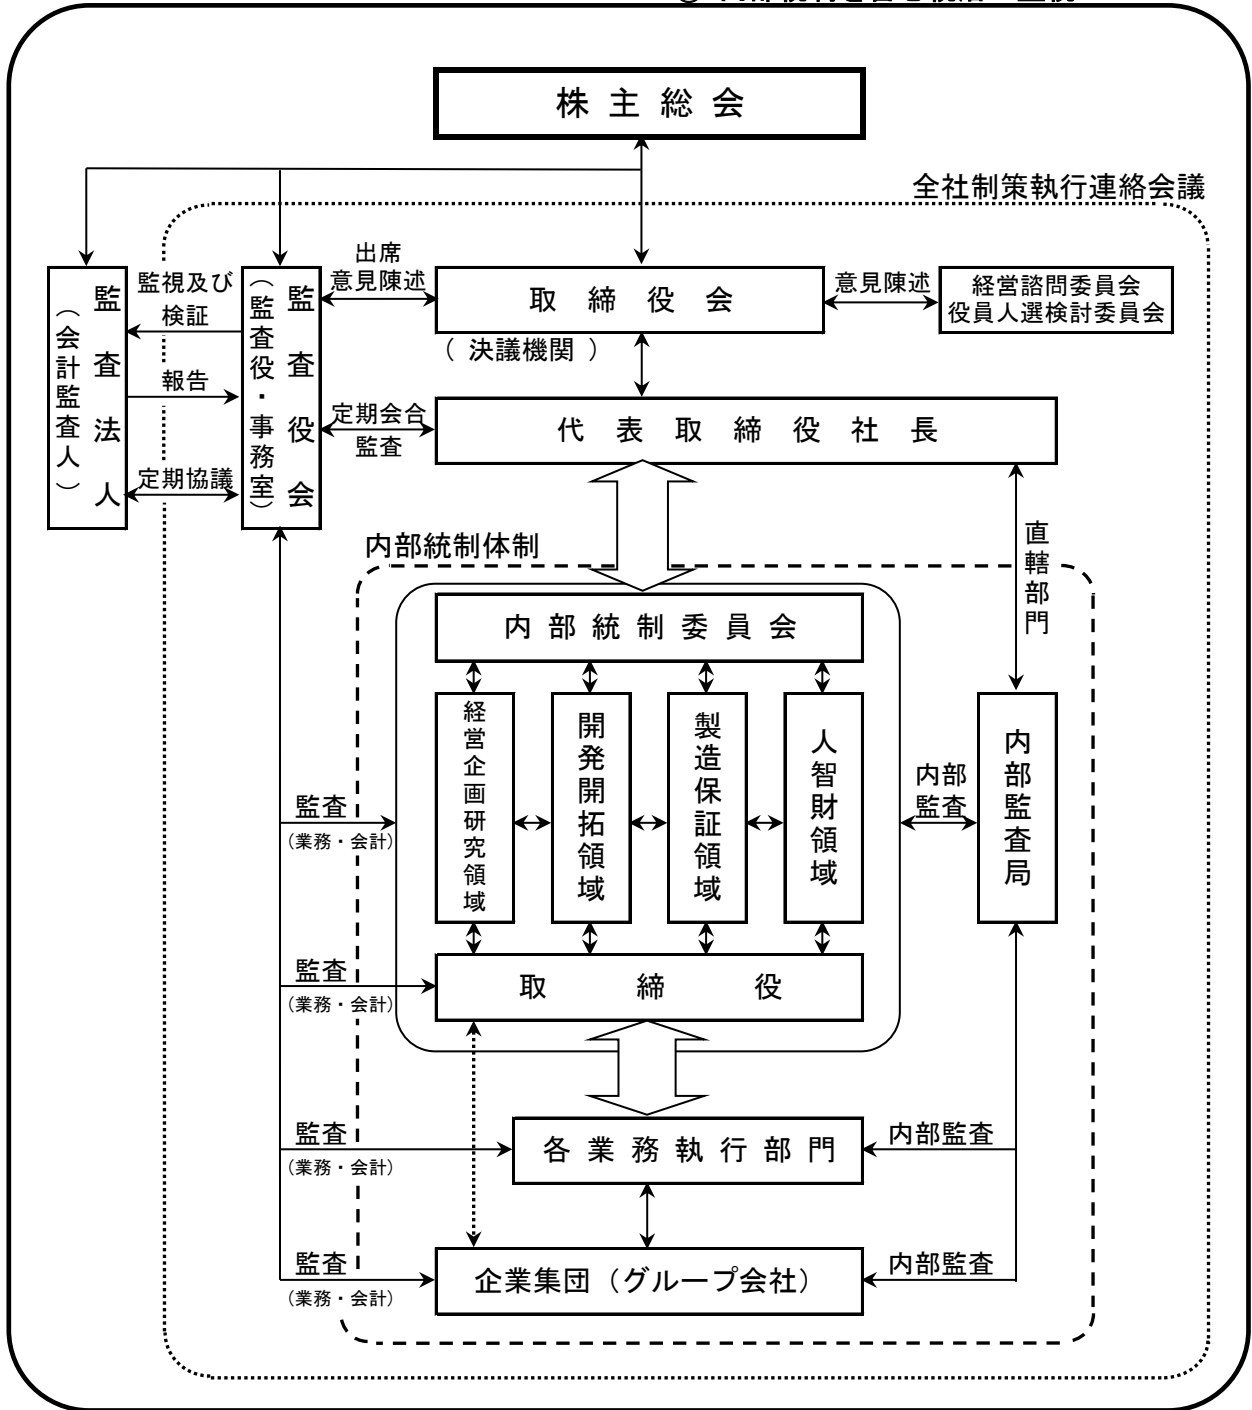 株主総会
全社制策執行連絡会議
監査法人
（会計監査人）
監視及び
検証
報告
定期協議
監査役会
（監査役・事務室）
出席
意見陳述
取締役会
（ 決議機関 ）
意見陳述
経営諮問委員会
役員人選検討委員会
定期会合
監査
代表取締役社長
直轄部門
内部統制体制
内部統制委員会
経営企画研究領域
開発開拓領域
製造保証領域
人智財領域
内部
監査
内部監査局
監査
（業務・会計）
取締役
監査
（業務・会計）
各業務執行部門
監査
（業務・会計）
内部監査
企業集団（グループ会社）
監査
（業務・会計）
内部監査